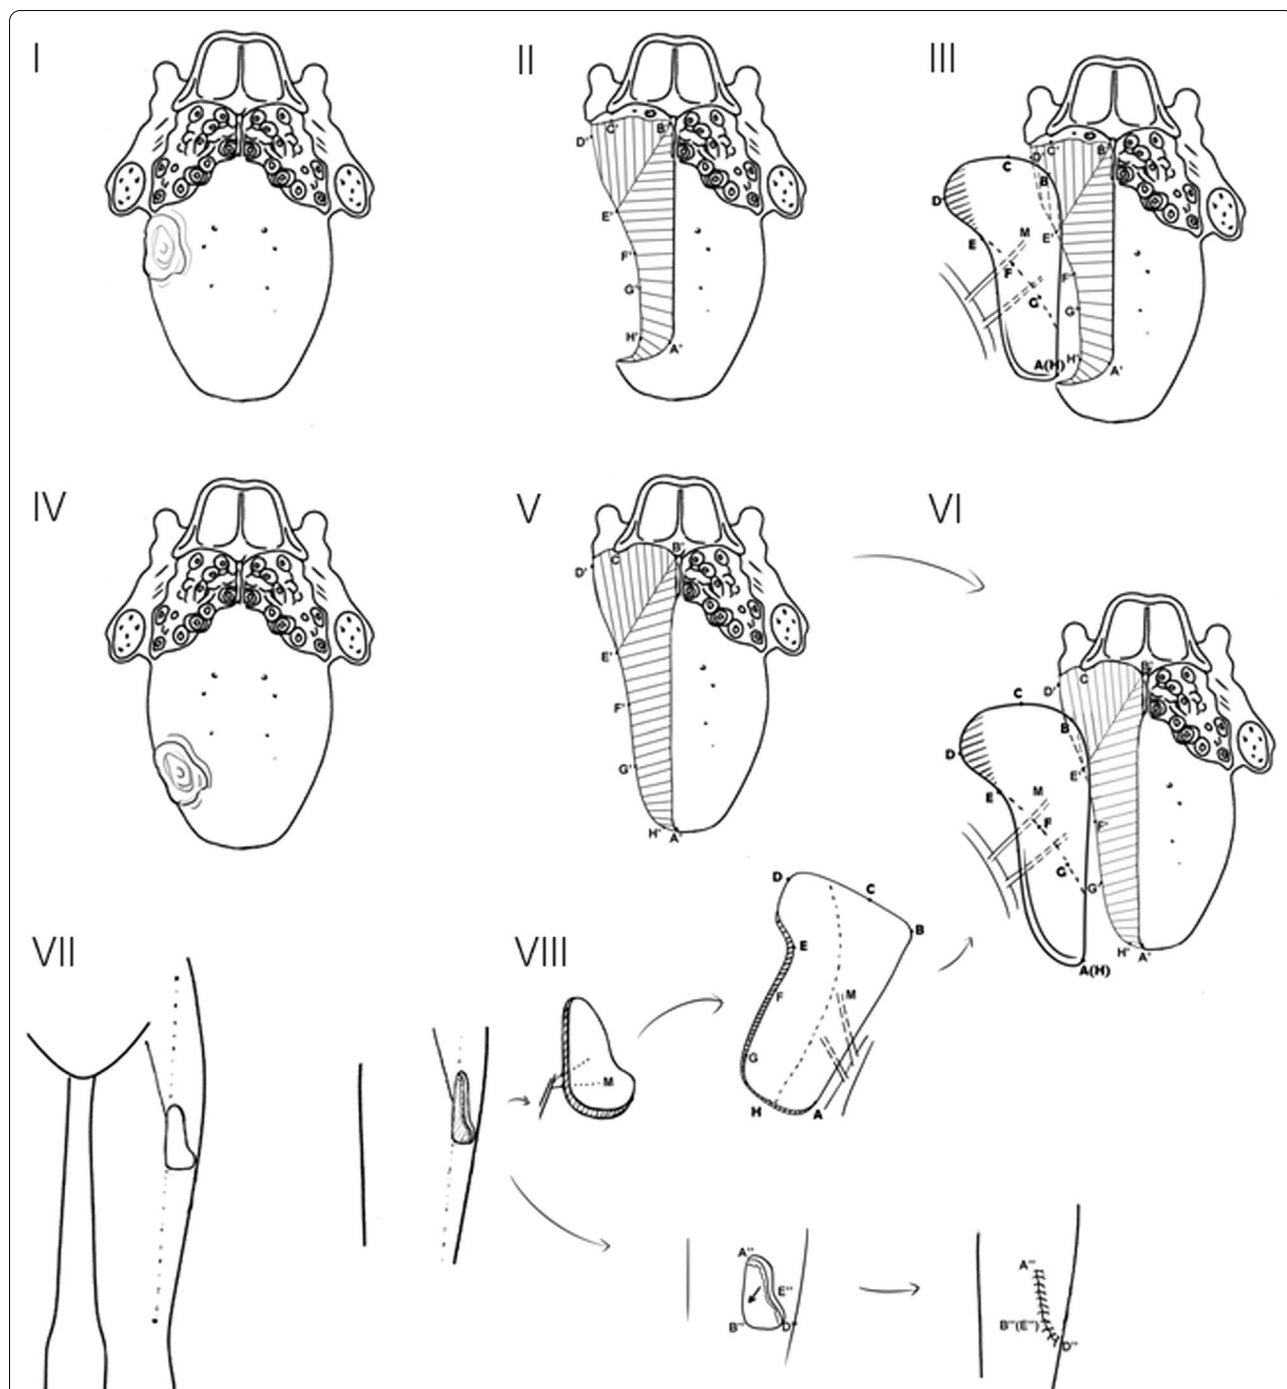 I
II
III
D' C' B'
E'
F'
G'
H'
A'
C
D
B
E
M
F
G
A(H)
D' C' B'
E'
F'
G'
H'
A'
IV
V
VI
B'
C
D'
E'
F'
G'
H' A'
B'
C
D'
C
B
D
E'
E
M
F
F'
G
G'
H' A'
A(H)
VII
VIII
M
D
C
B
E
F
M
G
H
A
A''
E''
B''
D''
A''
B''(E'')
D''